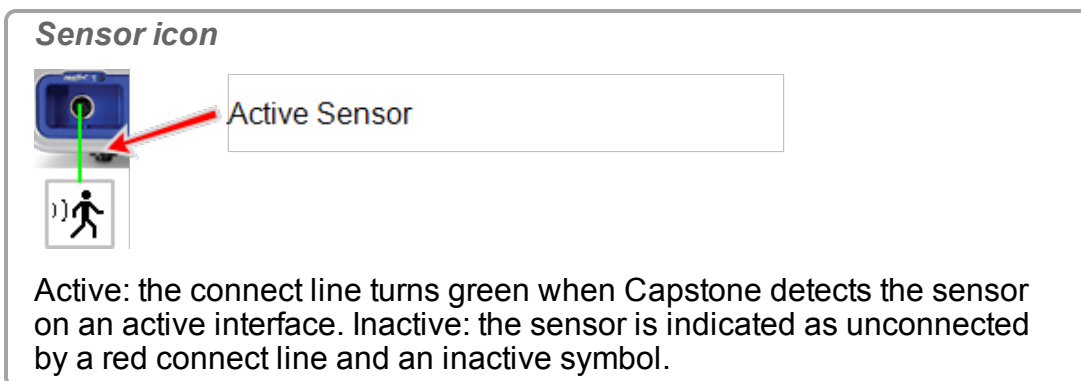 Sensor icon
Active Sensor
Active: the connect line turns green when Capstone detects the sensor
on an active interface. Inactive: the sensor is indicated as unconnected
by a red connect line and an inactive symbol.